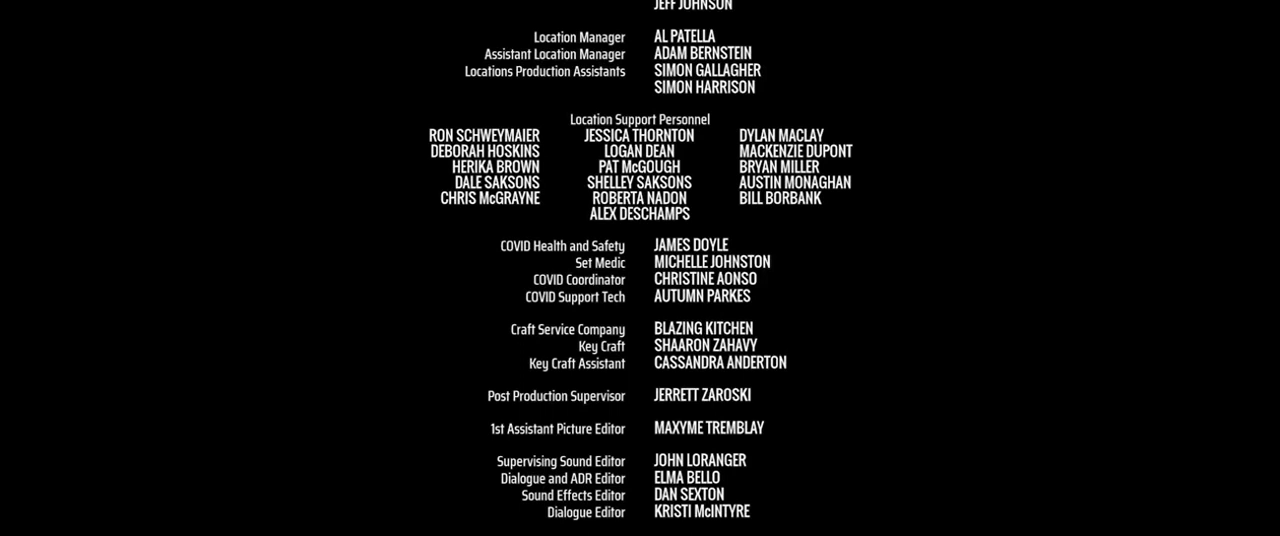 JEFF JOHNSON
Location Manager AL PATELLA
Assistant Location Manager ADAM BERNSTEIN
Locations Production Assistants SIMON GALLAGHER
SIMON HARRISON
Location Support Personnel
RON SCHWEYMAIER JESSICA THORNTON DYLAN MACLAY
DEBORAH HOSKINS LOGAN DEAN MACKENZIE DUPONT
HERIKA BROWN PAT McGOUGH BRYAN MILLER
DALE SAKSONS SHELLEY SAKSONS AUSTIN MONAGHAN
CHRIS McGRAYNE ROBERTA NADON BILL BORBANK
ALEX DESCHAMPS
COVID Health and Safety JAMES DOYLE
Set Medic MICHELLE JOHNSTON
COVID Coordinator CHRISTINE AONSO
COVID Support Tech AUTUMN PARKES
Craft Service Company BLAZING KITCHEN
Key Craft SHAARON ZAHAVY
Key Craft Assistant CASSANDRA ANDERTON
Post Production Supervisor JERRETT ZAROSKI
1st Assistant Picture Editor MAXYME TREMBLAY
Supervising Sound Editor JOHN LORANGER
Dialogue and ADR Editor ELMA BELLO
Sound Effects Editor DAN SEXTON
Dialogue Editor KRISTI McINTYRE